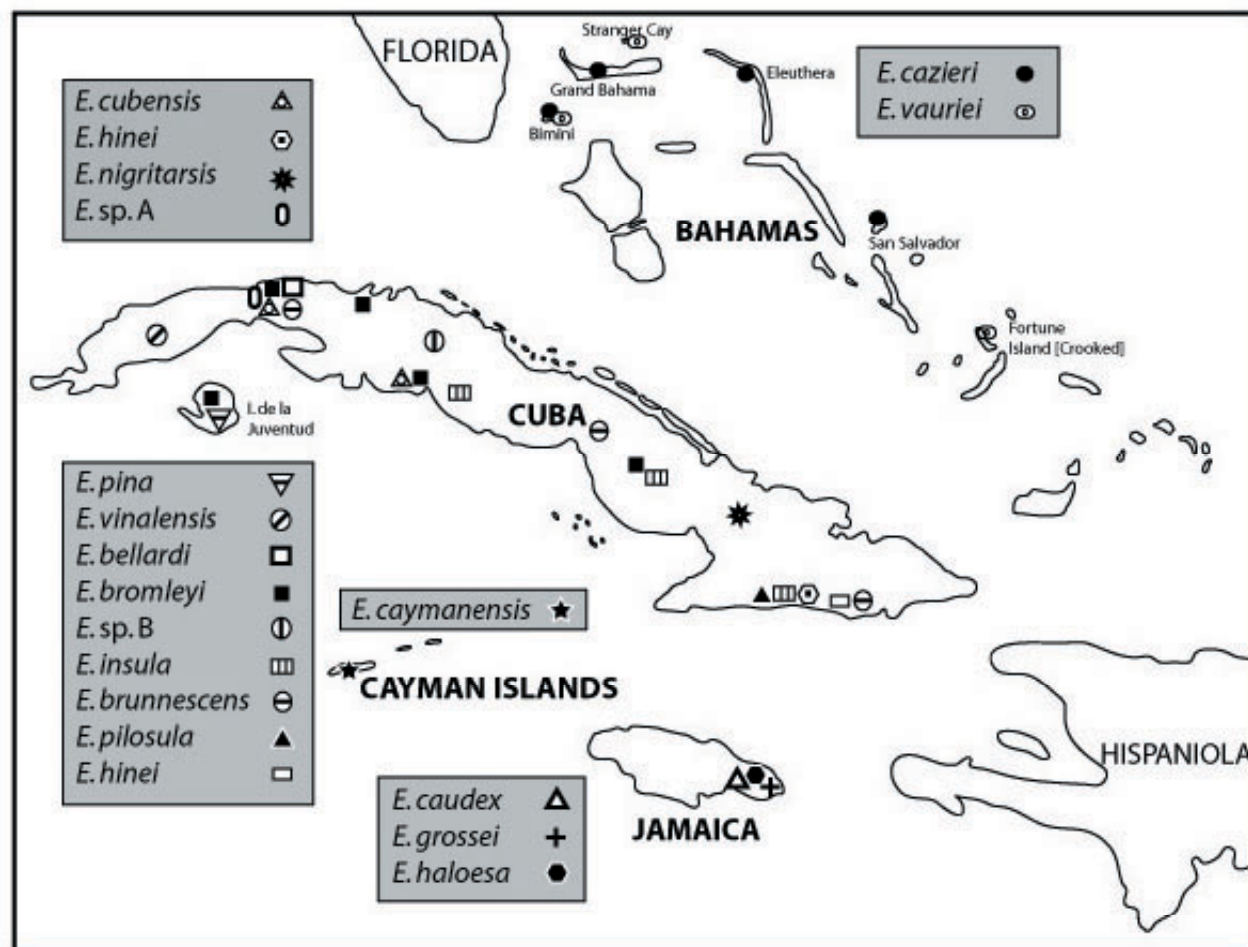 FLORIDA
Stranger Cay
Grand Bahama
Eleuthera
Bimini
E. cazieri
E. vauriei
E. cubensis
E. hinei
E. nigritarsis
E. sp. A
BAHAMAS
San Salvador
Fortune
Island [Crooked]
I. de la
Juventud
CUBA
E. pina
E. vinalensis
E. bellardi
E. bromleyi
E. sp. B
E. insula
E. brunnescens
E. pilosula
E. hinei
E. caymanensis
CAYMAN ISLANDS
HISPANIOLA
E. caudex
E. grossei
E. haloesa
JAMAICA